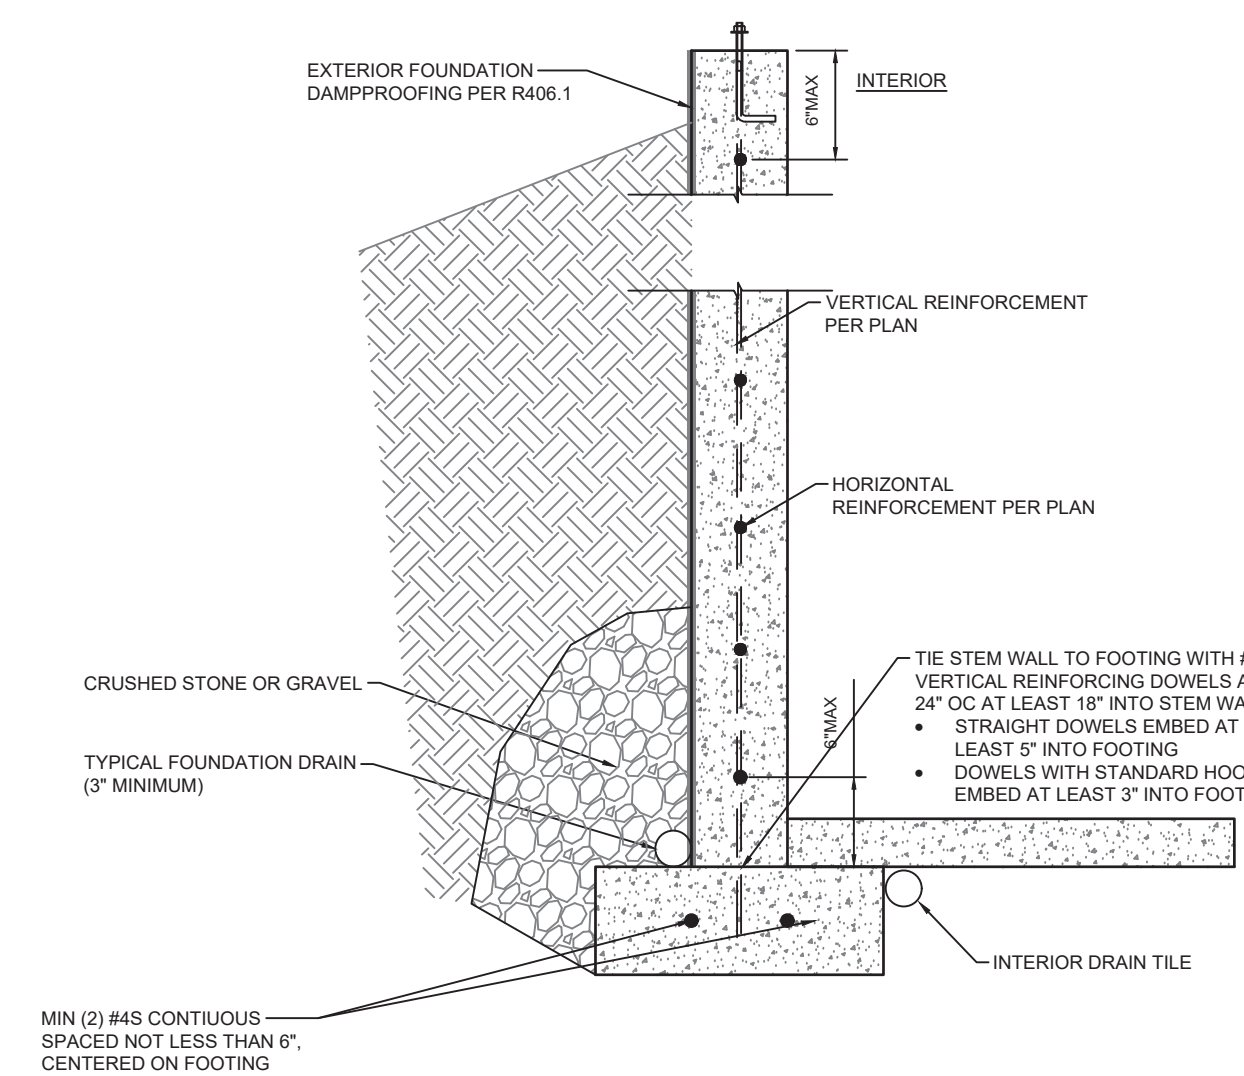 EXTERIOR FOUNDATION
DAMPPROOFING PER R406.1
6"MAX
INTERIOR
VERTICAL REINFORCEMENT
PER PLAN
HORIZONTAL
REINFORCEMENT PER PLAN
TIE STEM WALL TO FOOTING WITH #
VERTICAL REINFORCING DOWELS A
24" OC AT LEAST 18" INTO STEM WA
• STRAIGHT DOWELS EMBED AT
LEAST 5" INTO FOOTING
• DOWELS WITH STANDARD HOO
EMBED AT LEAST 3" INTO FOOT
6"MAX
CRUSHED STONE OR GRAVEL
TYPICAL FOUNDATION DRAIN
(3" MINIMUM)
INTERIOR DRAIN TILE
MIN (2) #4S CONTIUOUS
SPACED NOT LESS THAN 6",
CENTERED ON FOOTING